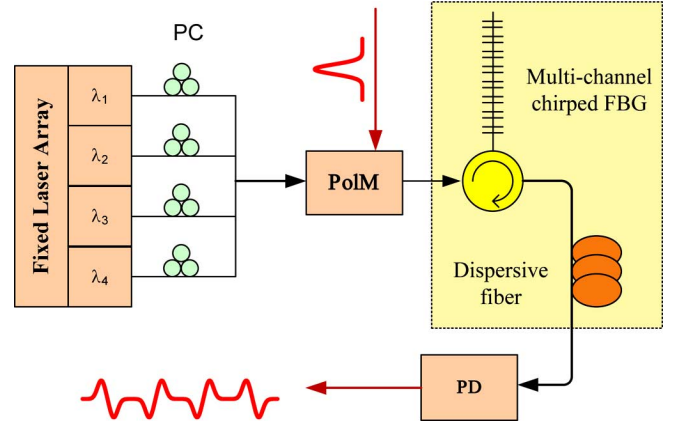 PC
Fixed Laser Array
λ1
λ2
λ3
λ4
PolM
Multi-channel
chirped FBG
Dispersive
fiber
PD